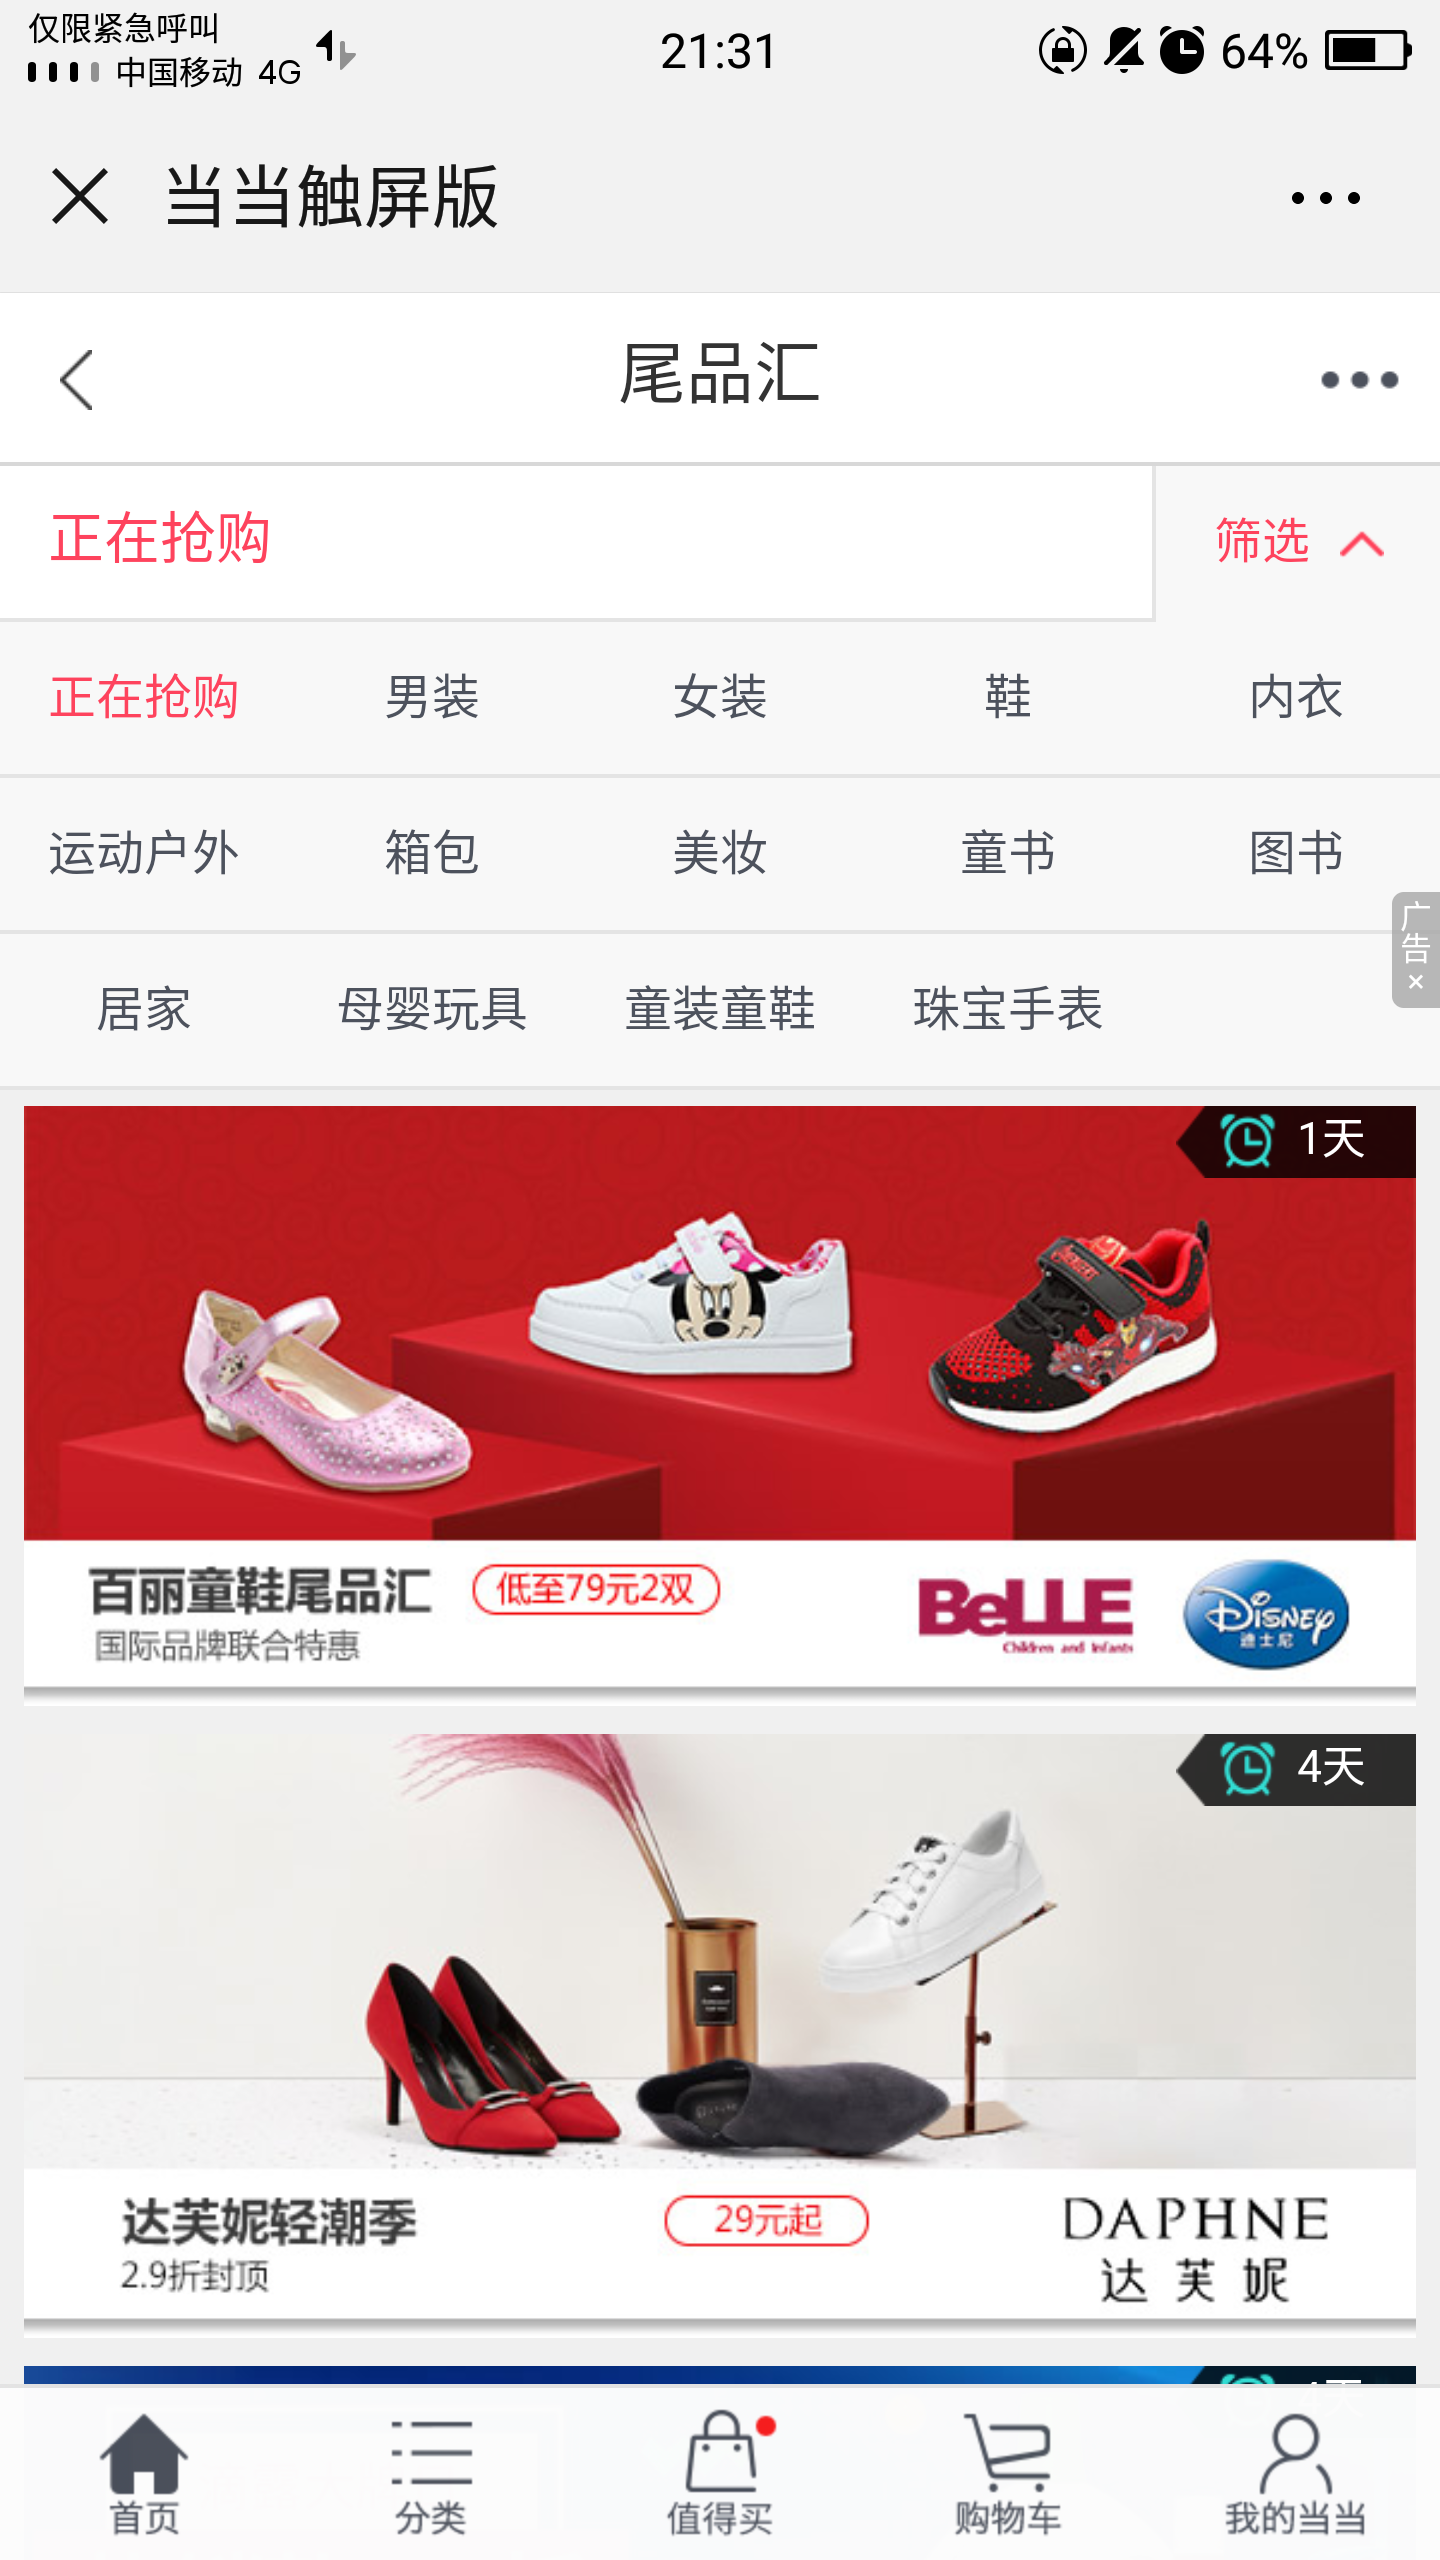 仅限紧急呼叫
中国移动 4G
21:31
64%
当当触屏版
尾品汇
正在抢购
筛选
正在抢购 男装 女装 鞋 内衣
运动户外 箱包 美妆 童书 图书
广告
×
居家 母婴玩具 童装童鞋 珠宝手表
1天
百丽童鞋尾品汇 低至79元2双
国际品牌联合特惠
BeLLE
Children and Infants
Disney
迪士尼
4天
达芙妮轻潮季
2.9折封顶
29元起
DAPHNE
达芙妮
首页 分类 值得买 购物车 我的当当